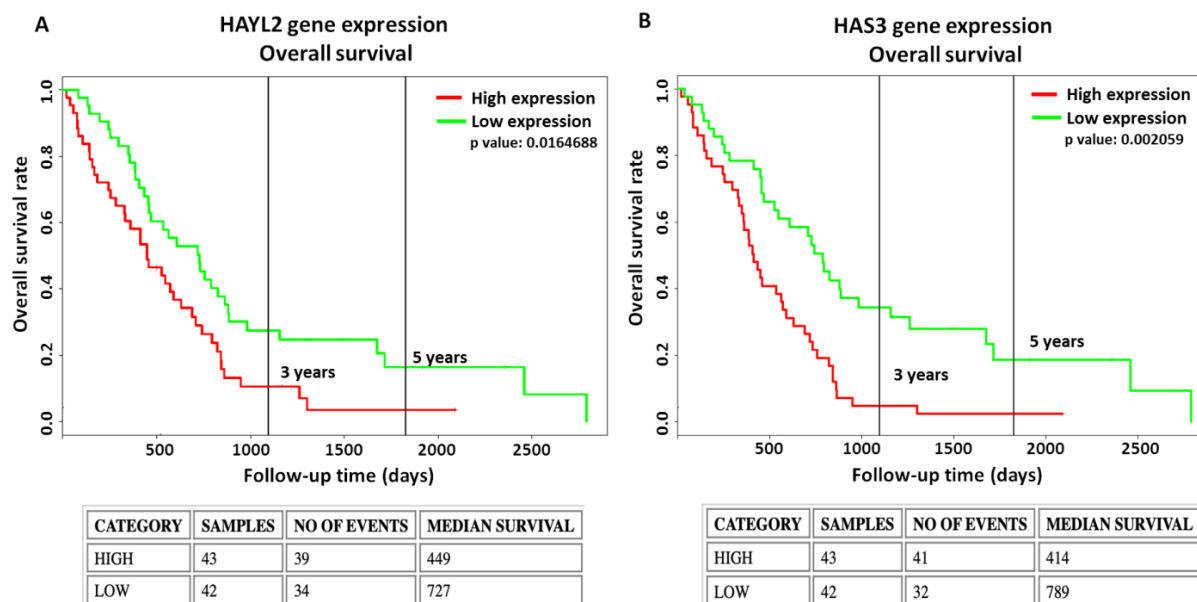 A
HAYL2 gene expression
Overall survival
High expression
Low expression
p value: 0.0164688
Overall survival rate
1.0
0.8
0.6
0.4
0.2
0.0
3 years
5 years
500 1000 1500 2000 2500
Follow-up time (days)
CATEGORY SAMPLES NO OF EVENTS MEDIAN SURVIVAL
HIGH 43 39 449
LOW 42 34 727
B
HAS3 gene expression
Overall survival
High expression
Low expression
p value: 0.002059
Overall survival rate
1.0
0.8
0.6
0.4
0.2
0.0
5 years
3 years
500 1000 1500 2000 2500
Follow-up time (days)
CATEGORY SAMPLES NO OF EVENTS MEDIAN SURVIVAL
HIGH 43 41 414
LOW 42 32 789